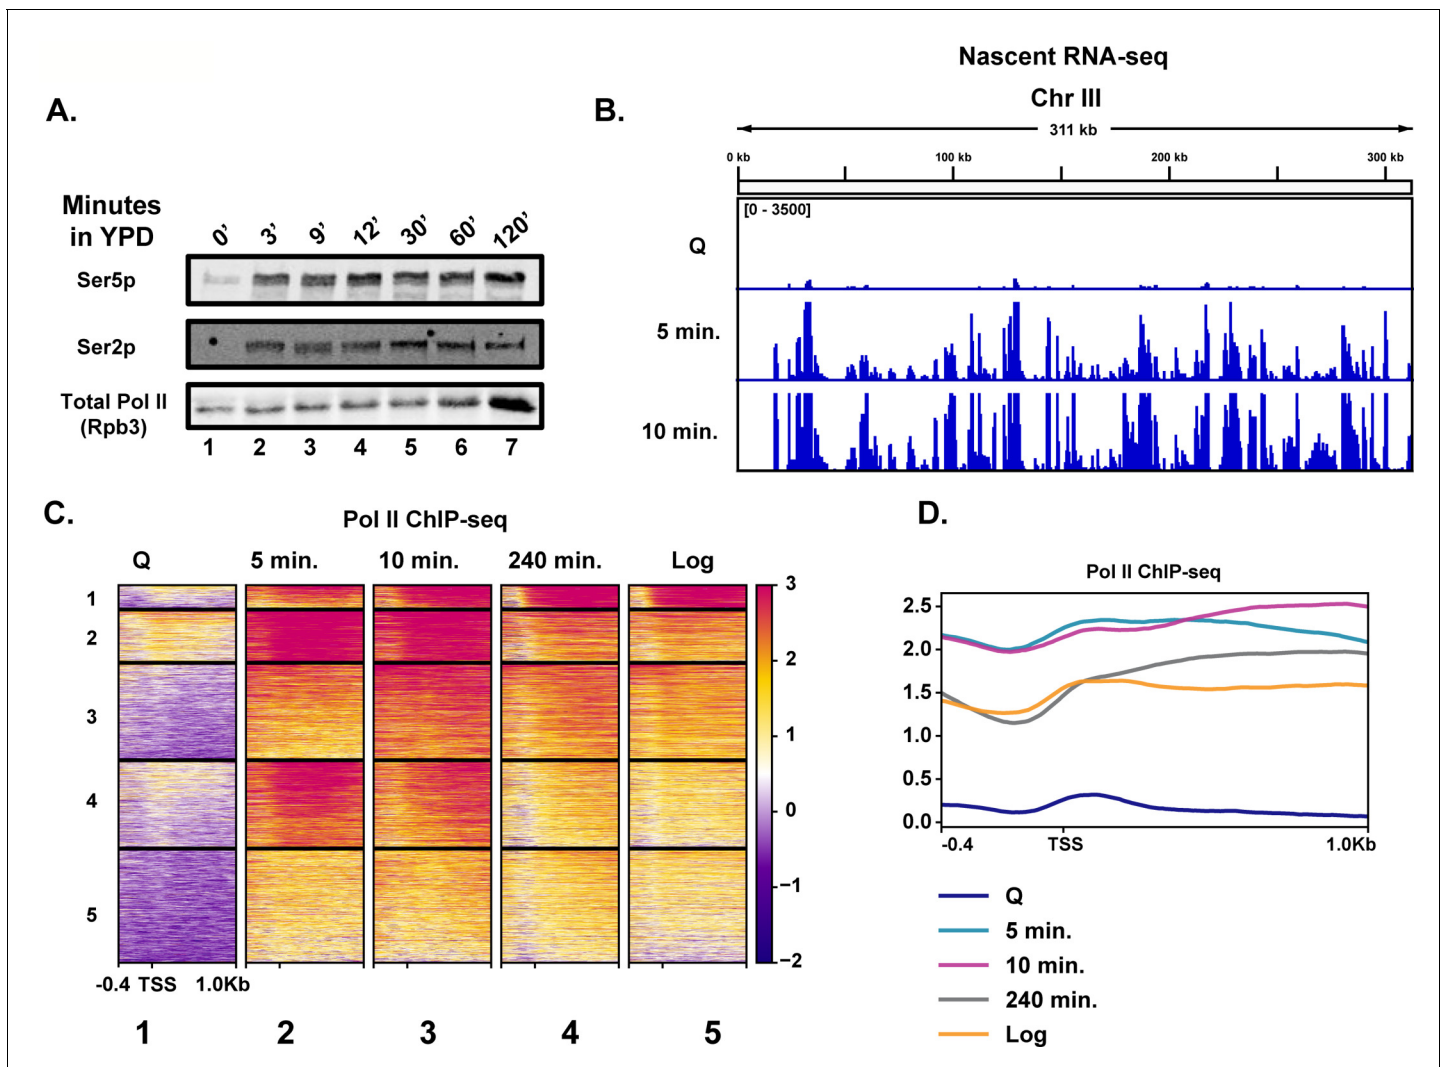 A.
Minutes
in YPD
0' 3' 9' 12' 30' 60' 120'
Ser5p
Ser2p
Total Pol II
(Rpb3)
1 2 3 4 5 6 7
B.
Nascent RNA-seq
Chr III
311 kb
0 kb 100 kb 200 kb 300 kb
[0 - 3500]
Q
5 min.
10 min.
C.
Pol II ChIP-seq
Q 5 min. 10 min. 240 min. Log
1
2
3
4
5
3
2
1
0
−1
−2
-0.4 TSS 1.0Kb
1 2 3 4 5
D.
Pol II ChIP-seq
2.5
2.0
1.5
1.0
0.5
0.0
-0.4 TSS 1.0Kb
Q
5 min.
10 min.
240 min.
Log